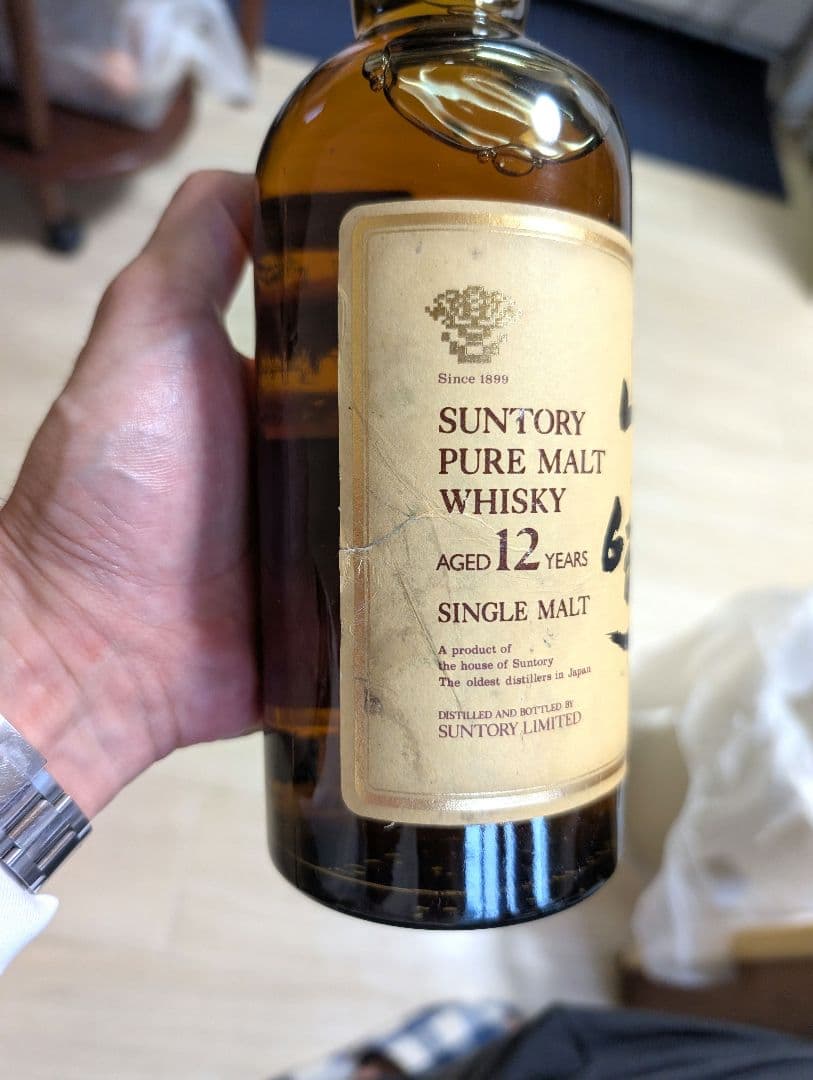 Since 1899
SUNTORY
PURE MALT
WHISKY
AGED 12 YEARS
SINGLE MALT
A product of
the house of Suntory
The oldest distillers in Japan
DISTILLED AND BOTTLED BY
SUNTORY LIMITED